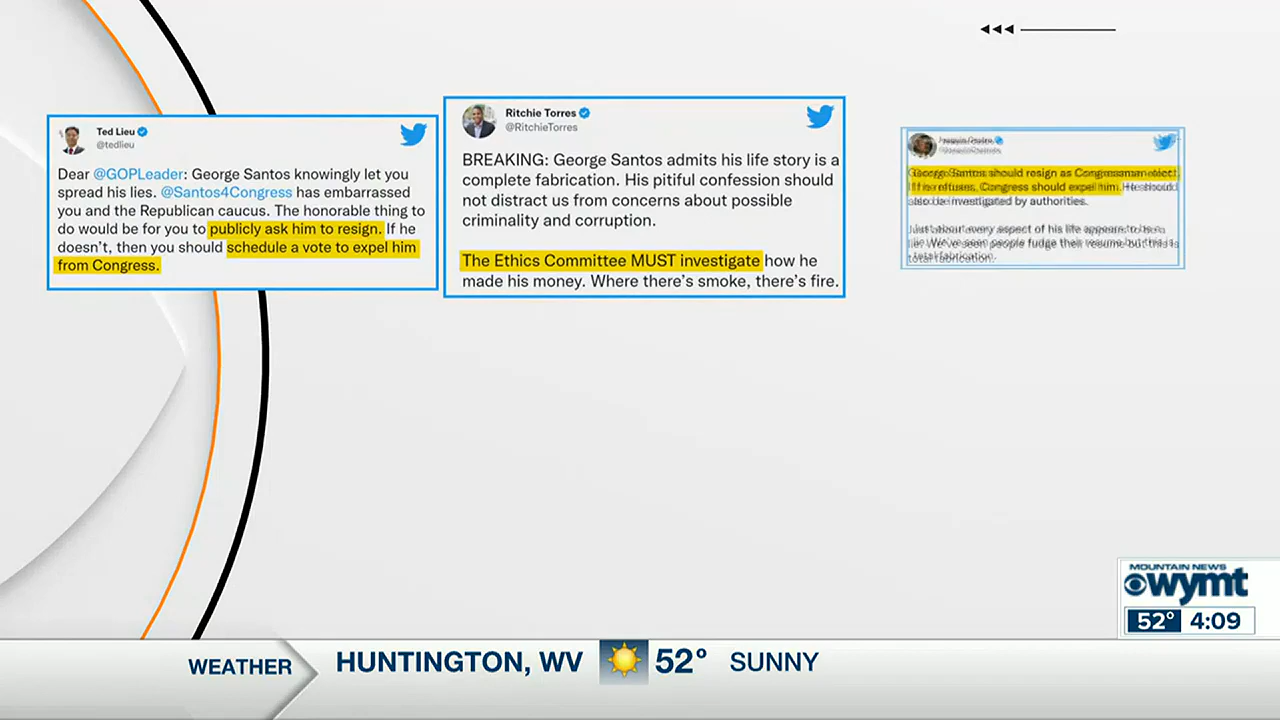 Ted Lieu
@tedlieu
Dear @GOPLeader: George Santos knowingly let you
spread his lies. @Santos4Congress has embarrassed
you and the Republican caucus. The honorable thing to
do would be for you to publicly ask him to resign. If he
doesn't, then you should schedule a vote to expel him
from Congress.
Ritchie Torres
@RitchieTorres
BREAKING: George Santos admits his life story is a
complete fabrication. His pitiful confession should
not distract us from concerns about possible
criminality and corruption.
The Ethics Committee MUST investigate how he
made his money. Where there's smoke, there's fire.
George Santos should resign as Congressman-elect.
If he refuses, Congress should expel him. He should
also be investigated by authorities.
Just about every aspect of his life appears to be a
lie. We've seen people fudge their resume but this is
total fabrication.
MOUNTAIN NEWS
wymt
52° 4:09
WEATHER HUNTINGTON, WV 52° SUNNY